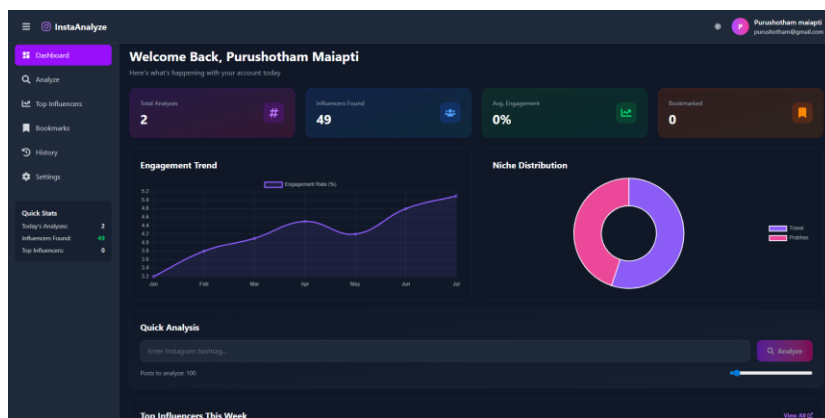 InstaAnalyze
Purushotham maiapti
purushotham@gmail.com
Dashboard
Analyze
Top Influencers
Bookmarks
History
Settings
Quick Stats
Today's Analyses: 2
Influencers Found: 49
Top Influencers: 0
Welcome Back, Purushotham Maiapti
Here's what's happening with your account today
Total Analyses
2
#
Influencers Found
49
Avg. Engagement
0%
Bookmarked
0
Engagement Trend
Engagement Rate (%)
5.2
5.0
4.8
4.6
4.4
4.2
4.0
3.8
3.6
3.4
3.2
Jan Feb Mar Apr May Jun Jul
Niche Distribution
Travel
Quick Analysis
Enter Instagram hashtag...
Analyze
Posts to analyze: 100
Top Influencers This Week
View All